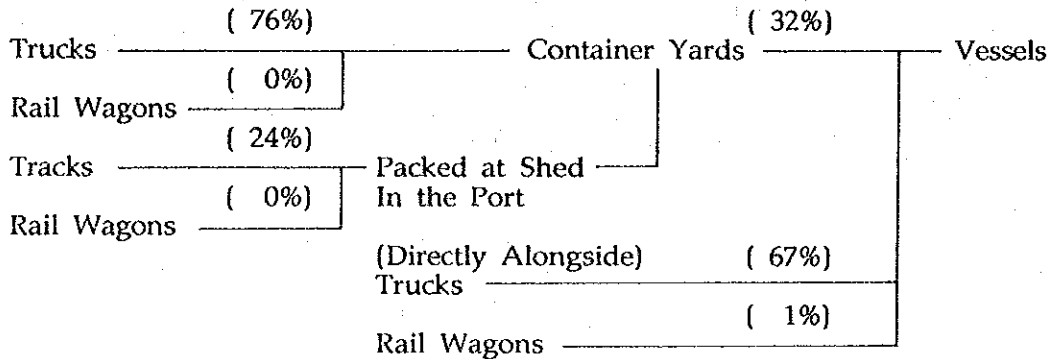 ( 76%) ( 32%)
Trucks Container Yards Vessels
( 0%)
Rail Wagons
( 24%)
Tracks Packed at Shed
( 0%) In the Port
Rail Wagons
(Directly Alongside) ( 67%)
Trucks
( 1%)
Rail Wagons